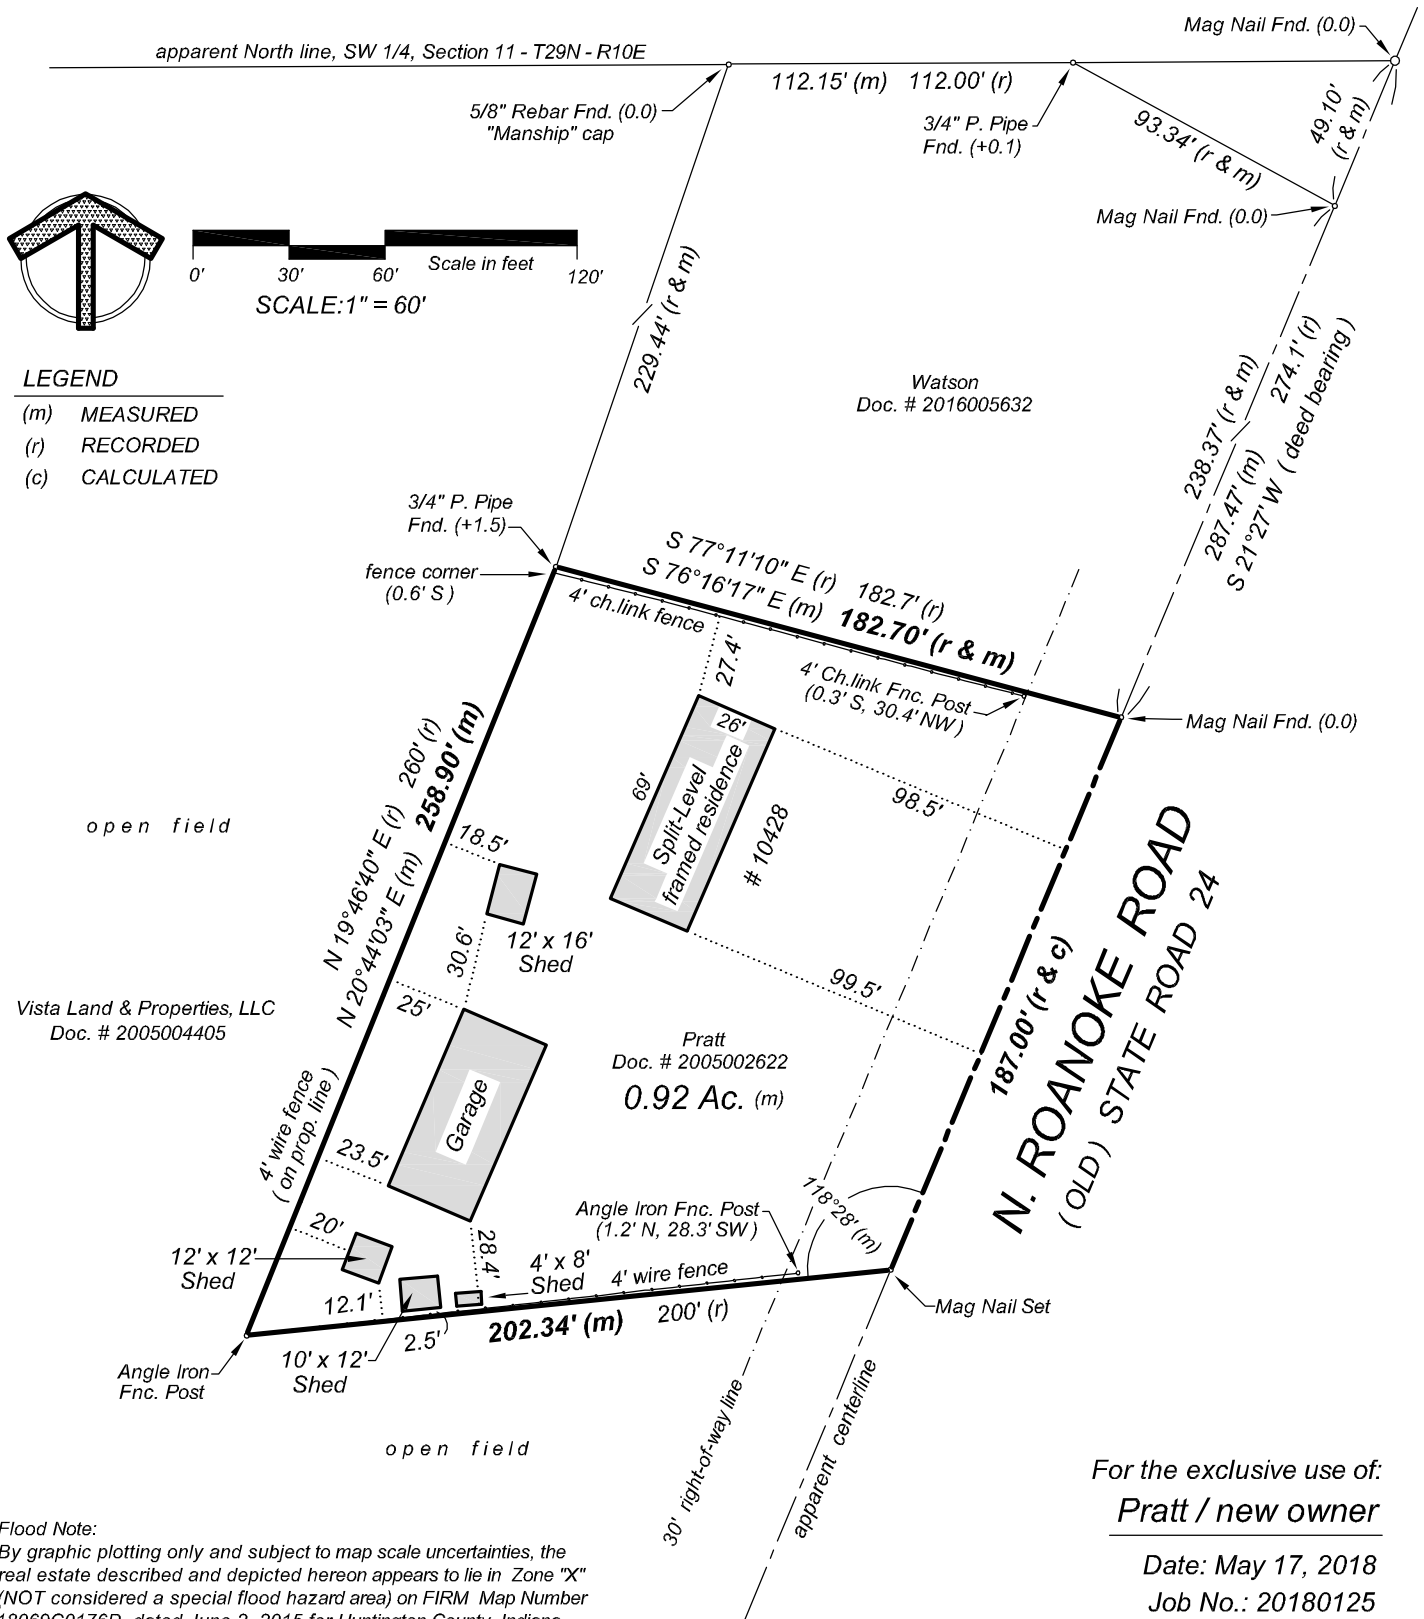 Mag Nail Fnd. (0.0)
apparent North line, SW 1/4, Section 11 - T29N - R10E
112.15' (m) 112.00' (r)
5/8" Rebar Fnd. (0.0)
"Manship" cap
3/4" P. Pipe
Fnd. (+0.1)
93.34' (r & m)
49.10'
(r & m)
Mag Nail Fnd. (0.0)
0' 30' 60' 120'
Scale in feet
SCALE:1" = 60'
229.44' (r & m)
LEGEND
(m) MEASURED
(r) RECORDED
(c) CALCULATED
Watson
Doc. # 2016005632
238.37' (r & m)
274.1' (r)
287.47' (m)
S 21°27' W ( deed bearing )
3/4" P. Pipe
Fnd. (+1.5)
fence corner
(0.6' S )
S 77°11'10" E (r) 182.7' (r)
S 76°16'17" E (m) 182.70' (r & m)
4' ch.link fence
27.4'
4' Ch.link Fnc. Post
(0.3' S, 30.4' NW )
Mag Nail Fnd. (0.0)
26'
69'
Split-Level
framed residence
# 10428
98.5'
99.5'
N 19°46'40" E (r) 260' (r)
N 20°44'03" E (m) 258.90' (m)
open field
18.5'
12' x 16'
Shed
30.6'
25'
Vista Land & Properties, LLC
Doc. # 2005004405
Pratt
Doc. # 2005002622
0.92 Ac. (m)
187.00' (r & c)
N. ROANOKE ROAD
( OLD ) STATE ROAD 24
Garage
4' wire fence
( on prop. line )
23.5'
118°28' (m)
Angle Iron Fnc. Post
(1.2' N, 28.3' SW )
20'
12' x 12'
Shed
28.4'
4' x 8'
Shed
4' wire fence
12.1'
2.5'
202.34' (m) 200' (r)
Mag Nail Set
10' x 12'
Shed
Angle Iron
Fnc. Post
30' right-of-way line
apparent centerline
open field
For the exclusive use of:
Pratt / new owner
Date: May 17, 2018
Job No.: 20180125
Flood Note:
By graphic plotting only and subject to map scale uncertainties, the
real estate described and depicted hereon appears to lie in Zone "X"
(NOT considered a special flood hazard area) on FIRM Map Number
dated June 2, 2015 for Huntington County, Indiana